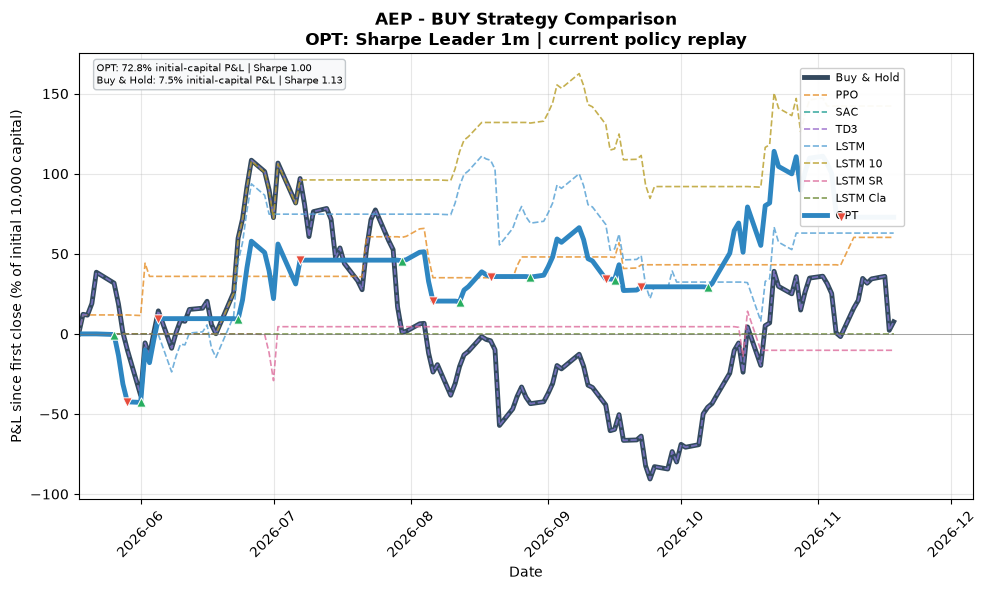 AEP - BUY Strategy Comparison
OPT: Sharpe Leader 1m | current policy replay
OPT: 72.8% initial-capital P&L | Sharpe 1.00
Buy & Hold: 7.5% initial-capital P&L | Sharpe 1.13
Buy & Hold
PPO
SAC
TD3
LSTM
LSTM 10
LSTM SR
LSTM Cla
OPT
P&L since first close (% of initial 10,000 capital)
150
100
50
0
−50
−100
2026-06
2026-07
2026-08
2026-09
2026-10
2026-11
2026-12
Date